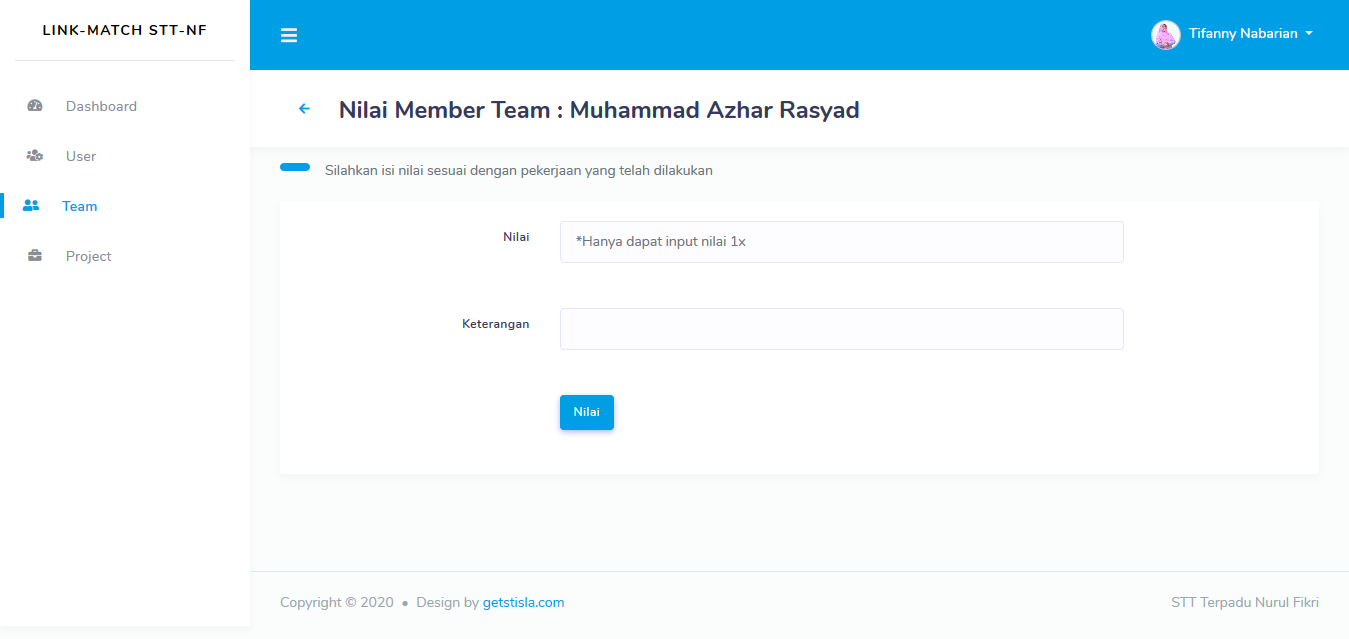 LINK-MATCH STT-NF
Tifanny Nabarian
Dashboard
User
Team
Project
Nilai Member Team : Muhammad Azhar Rasyad
Silahkan isi nilai sesuai dengan pekerjaan yang telah dilakukan
Nilai
*Hanya dapat input nilai 1x
Keterangan
Nilai
Copyright © 2020 • Design by getstisla.com
STT Terpadu Nurul Fikri